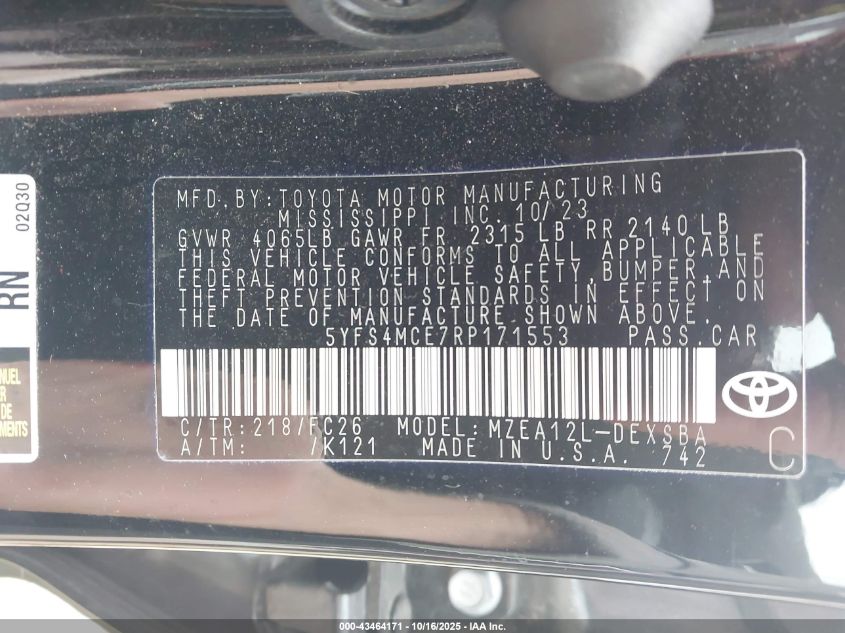 MFD.BY:TOYOTA MOTOR MANUFACTURING
MISSISSIPPI INC. 10/23
GVWR 4065LB GAWR FR 2315LB RR 2140LB
THIS VEHICLE CONFORMS TO ALL APPLICABLE
FEDERAL MOTOR VEHICLE SAFETY,BUMPER,AND
THEFT PREVENTION STANDARDS IN EFFECT ON
THE DATE OF MANUFACTURE SHOWN ABOVE.
5YFS4MCE7RP171553 PASS.CAR
C/TR:218/FC26 MODEL:MZEA12L-DEXSBA
A/TM: /K121 MADE IN U.S.A. 742
C
02Q30
RN
DE
000-43464171 - 10/16/2025 - IAA Inc.